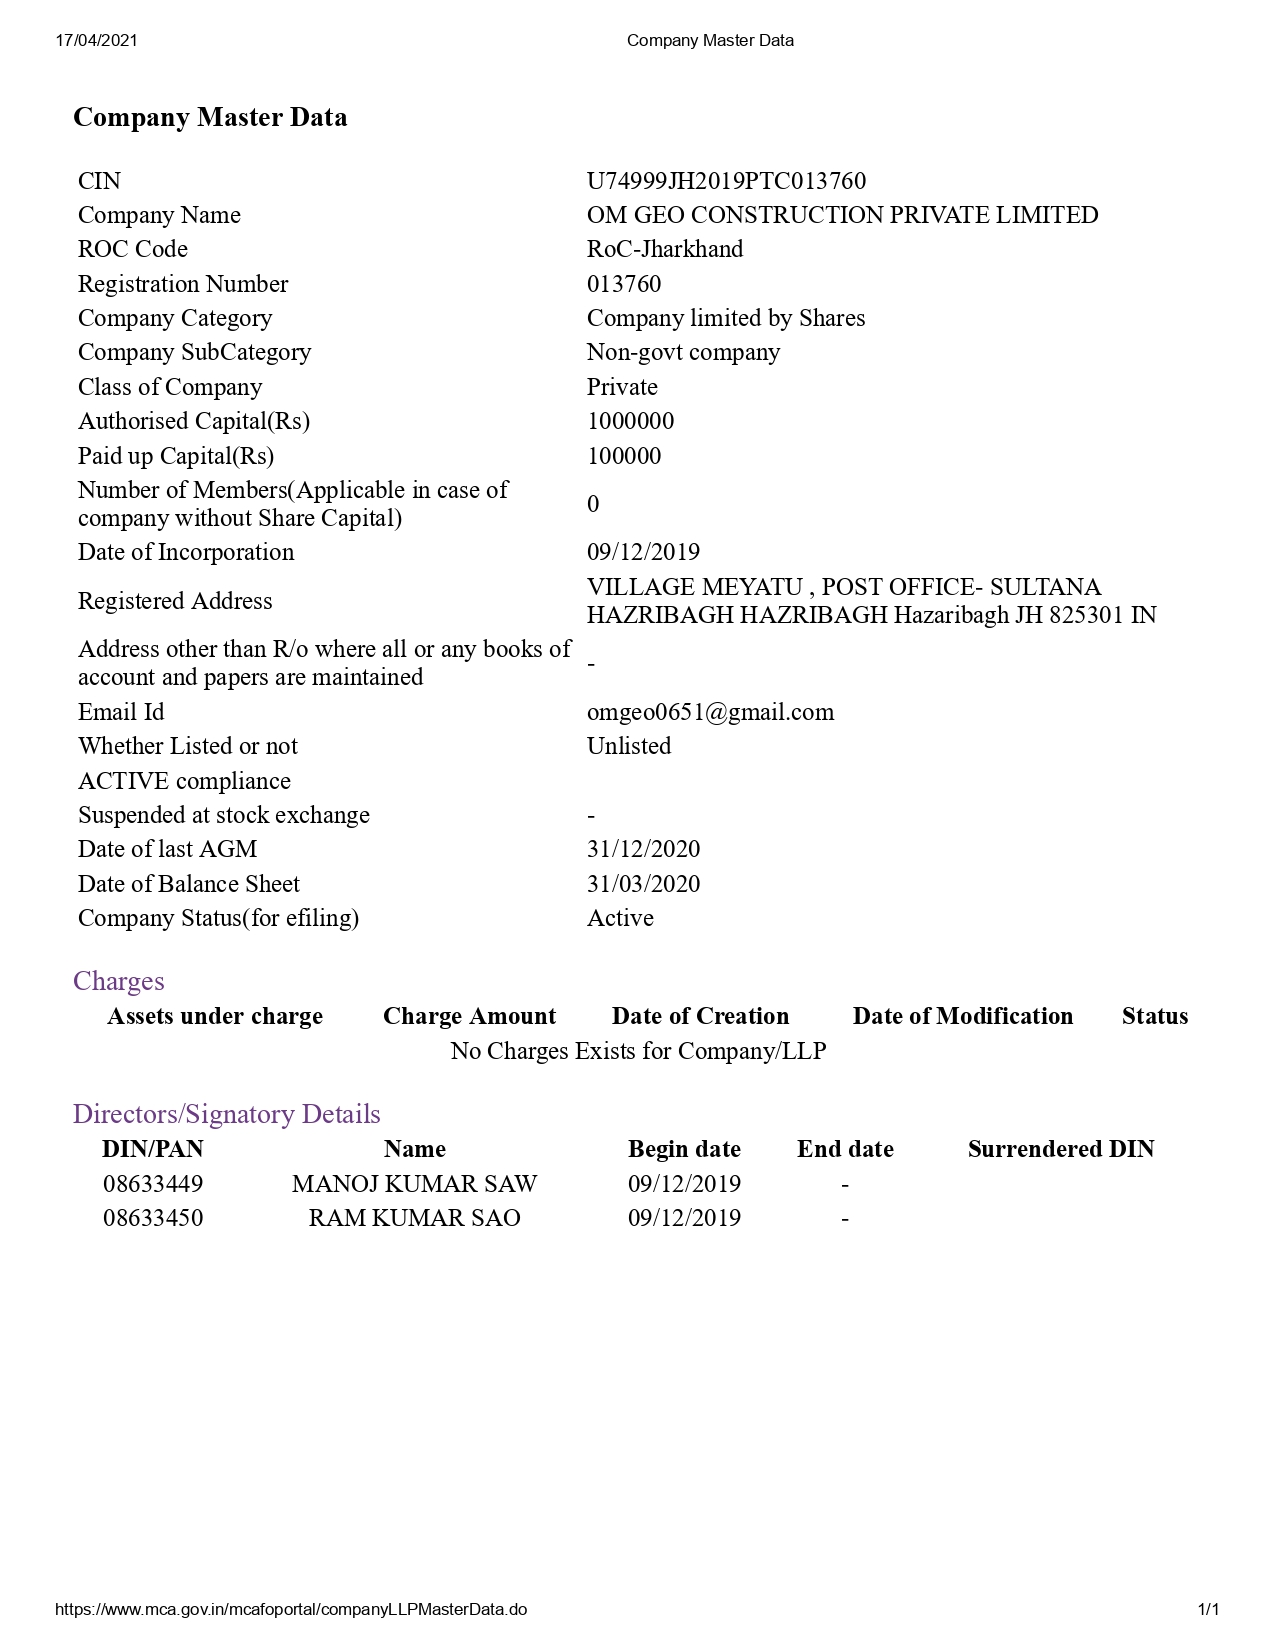 17/04/2021 Company Master Data
Company Master Data
CIN U74999JH2019PTC013760
Company Name OM GEO CONSTRUCTION PRIVATE LIMITED
ROC Code RoC-Jharkhand
Registration Number 013760
Company Category Company limited by Shares
Company SubCategory Non-govt company
Class of Company Private
Authorised Capital(Rs) 1000000
Paid up Capital(Rs) 100000
Number of Members(Applicable in case of
company without Share Capital) 0
Date of Incorporation 09/12/2019
Registered Address VILLAGE MEYATU , POST OFFICE- SULTANA
HAZRIBAGH HAZRIBAGH Hazaribagh JH 825301 IN
Address other than R/o where all or any books of
account and papers are maintained -
Email Id omgeo0651@gmail.com
Whether Listed or not Unlisted
ACTIVE compliance
Suspended at stock exchange -
Date of last AGM 31/12/2020
Date of Balance Sheet 31/03/2020
Company Status(for efiling) Active
Charges
Assets under charge Charge Amount Date of Creation Date of Modification Status
No Charges Exists for Company/LLP
Directors/Signatory Details
DIN/PAN Name Begin date End date Surrendered DIN
08633449 MANOJ KUMAR SAW 09/12/2019 -
08633450 RAM KUMAR SAO 09/12/2019 -
https://www.mca.gov.in/mcafoportal/companyLLPMasterData.do 1/1